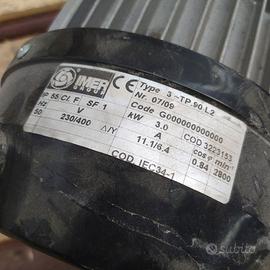 IMER
CE Type 3~TP 90 L2
Nr. 07/09
Code G000000000000
COD 3223153
IP 55 CL F SF 1
kW 3.0
cos φ min⁻¹
Hz V A
50 230/400 Δ/Y 11.1/6.4 0.84 2800
COD. IEC34-1
subito